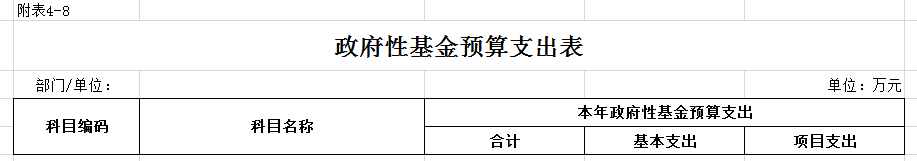 附表4-8
政府性基金预算支出表
部门/单位： 单位：万元
科目编码 科目名称 本年政府性基金预算支出
合计 基本支出 项目支出